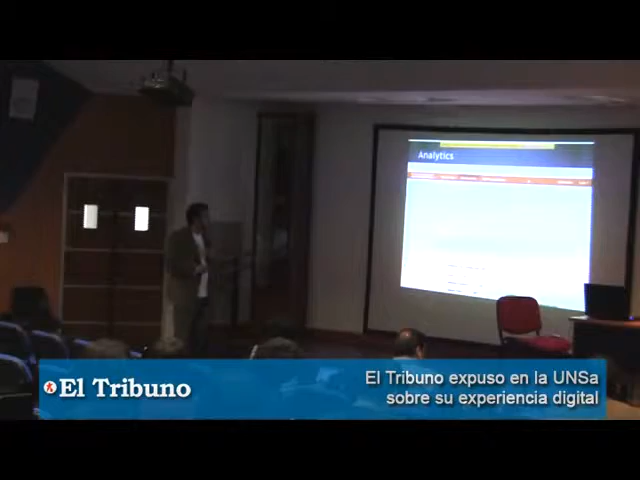 Analytics
El Tribuno
El Tribuno expuso en la UNSa
sobre su experiencia digital